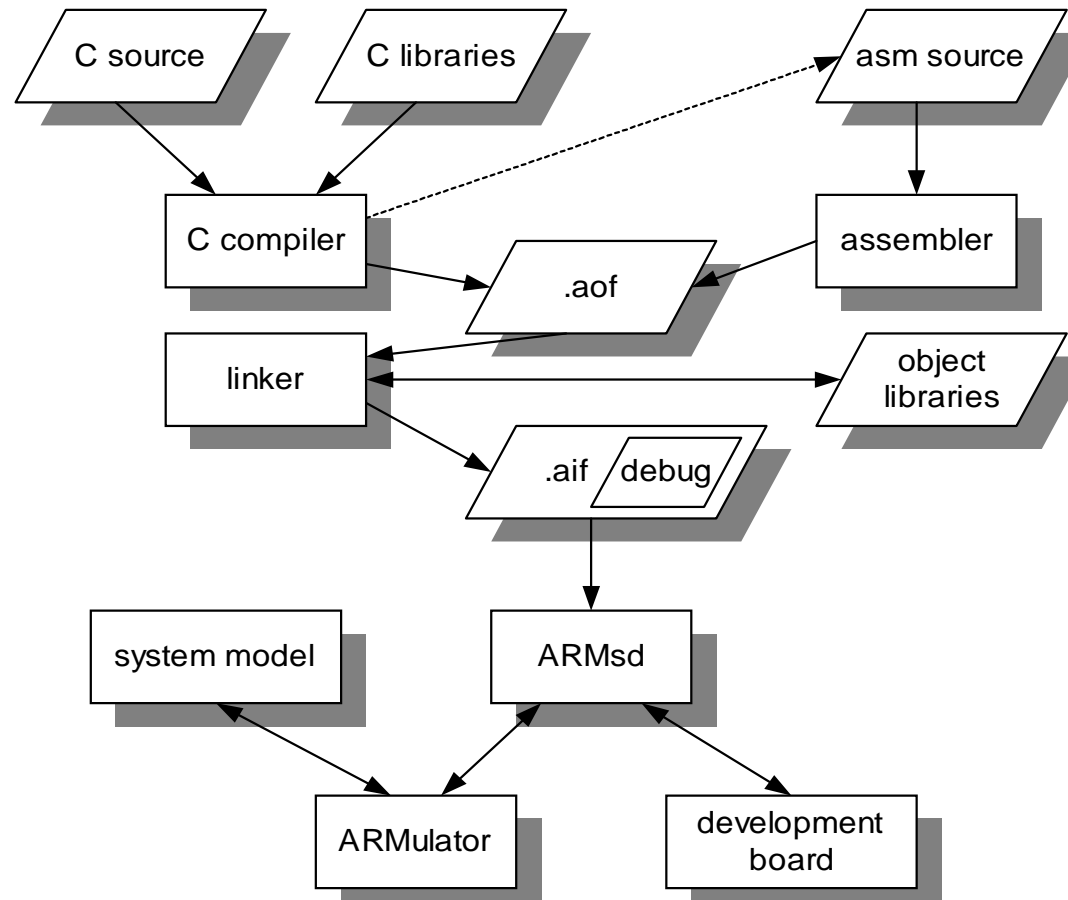 C source
C libraries
asm source
C compiler
assembler
.aof
linker
object
libraries
.aif
debug
system model
ARMsd
ARMulator
development
board